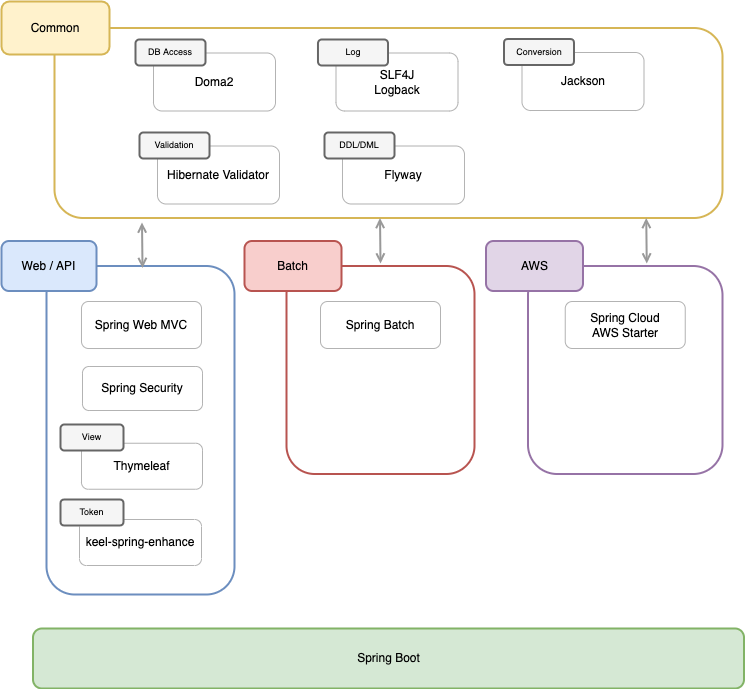 Common
DB Access
Doma2
Log
SLF4J
Logback
Conversion
Jackson
Validation
Hibernate Validator
DDL/DML
Flyway
Web / API
Spring Web MVC
Spring Security
View
Thymeleaf
Token
keel-spring-enhance
Batch
Spring Batch
AWS
Spring Cloud
AWS Starter
Spring Boot